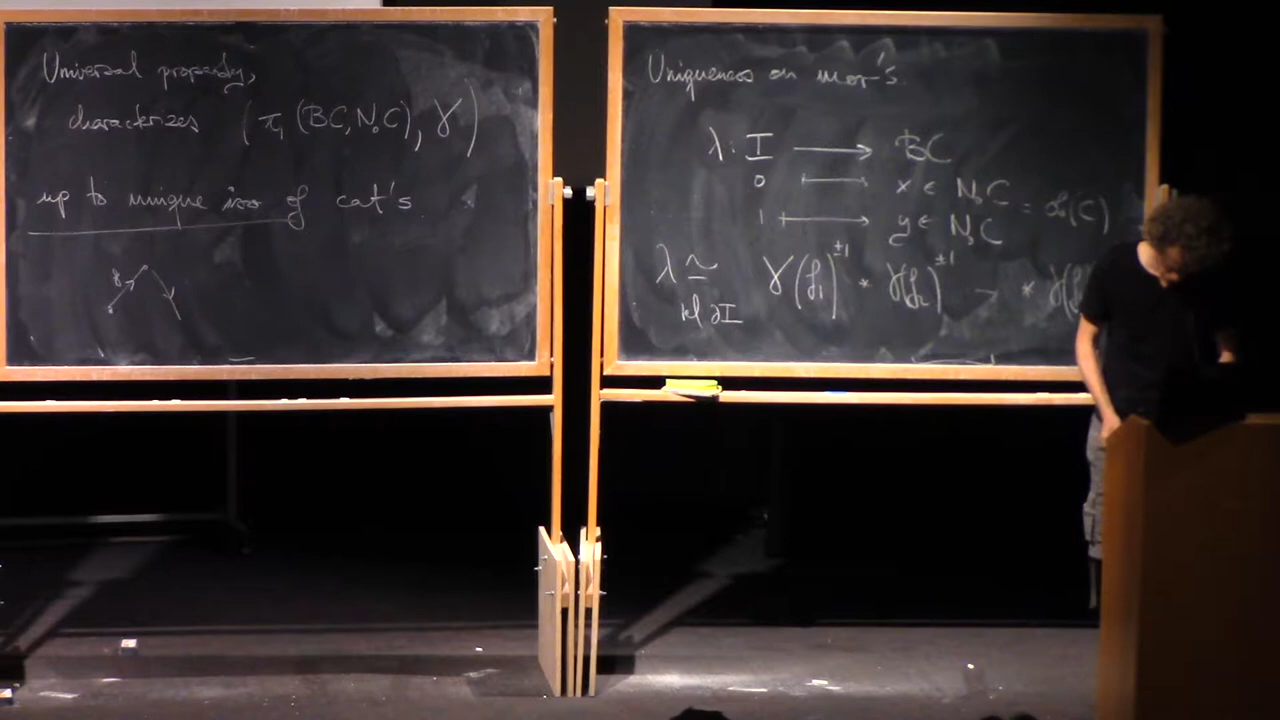 Universal property,
characterizes (π₁(BC, N₀C), γ)
up to unique iso of cat's
γ
Uniqueness on mor's.
λ: I → BC
0 ↦ x ∈ N₀C = ob(C)
1 ↦ y ∈ N₀C
λ ≃ γ(f₁)^{±1} * γ(f₂)^{±1} * γ(f
rel ∂I